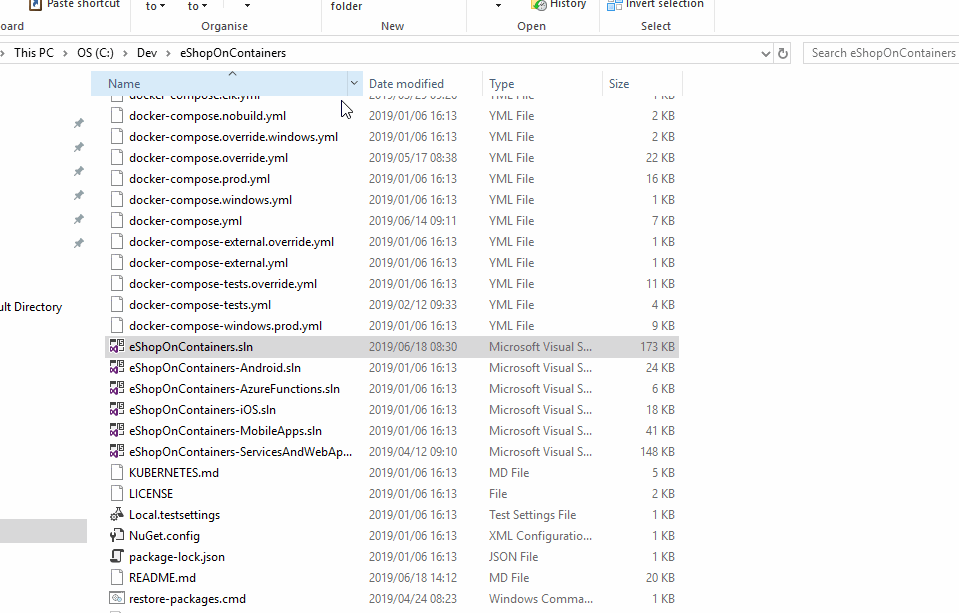 Paste shortcut
to
to
folder
History
Invert selection
oard
Organise
New
Open
Select
This PC > OS (C:) > Dev > eShopOnContainers
Search eShopOnContainers
Name Date modified Type Size
docker-compose.nobuild.yml 2019/01/06 16:13 YML File 2 KB
docker-compose.override.windows.yml 2019/01/06 16:13 YML File 2 KB
docker-compose.override.yml 2019/05/17 08:38 YML File 22 KB
docker-compose.prod.yml 2019/01/06 16:13 YML File 16 KB
docker-compose.windows.yml 2019/01/06 16:13 YML File 1 KB
docker-compose.yml 2019/06/14 09:11 YML File 7 KB
docker-compose-external.override.yml 2019/01/06 16:13 YML File 1 KB
docker-compose-external.yml 2019/01/06 16:13 YML File 1 KB
docker-compose-tests.override.yml 2019/01/06 16:13 YML File 11 KB
ult Directory
docker-compose-tests.yml 2019/02/12 09:33 YML File 4 KB
docker-compose-windows.prod.yml 2019/01/06 16:13 YML File 9 KB
eShopOnContainers.sln 2019/06/18 08:30 Microsoft Visual S... 173 KB
eShopOnContainers-Android.sln 2019/01/06 16:13 Microsoft Visual S... 24 KB
eShopOnContainers-AzureFunctions.sln 2019/01/06 16:13 Microsoft Visual S... 6 KB
eShopOnContainers-iOS.sln 2019/01/06 16:13 Microsoft Visual S... 18 KB
eShopOnContainers-MobileApps.sln 2019/01/06 16:13 Microsoft Visual S... 41 KB
eShopOnContainers-ServicesAndWebAp... 2019/04/12 09:10 Microsoft Visual S... 148 KB
KUBERNETES.md 2019/01/06 16:13 MD File 5 KB
LICENSE 2019/01/06 16:13 File 2 KB
Local.testsettings 2019/01/06 16:13 Test Settings File 1 KB
NuGet.config 2019/01/06 16:13 XML Configuratio... 1 KB
package-lock.json 2019/01/06 16:13 JSON File 1 KB
README.md 2019/06/18 14:12 MD File 20 KB
restore-packages.cmd 2019/04/24 08:23 Windows Comma... 1 KB